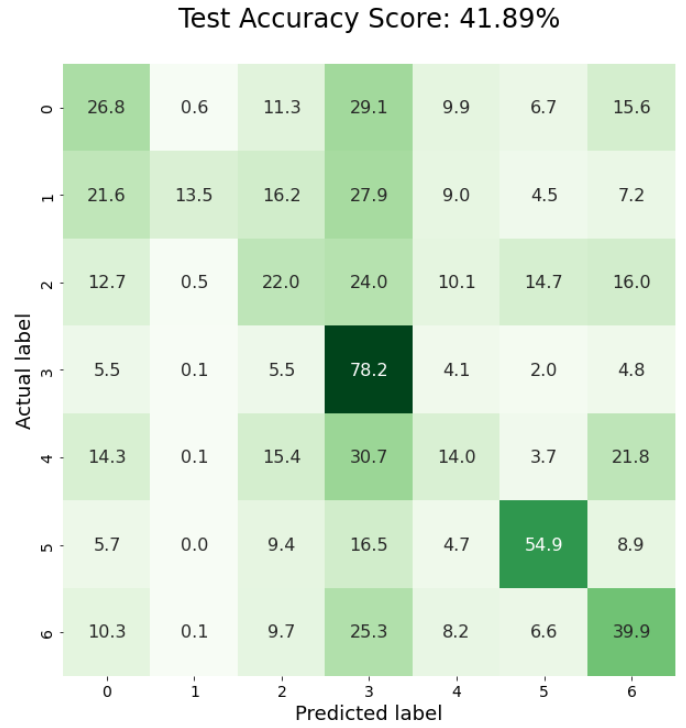 Test Accuracy Score: 41.89%
0 26.8 0.6 11.3 29.1 9.9 6.7 15.6
1 21.6 13.5 16.2 27.9 9.0 4.5 7.2
2 12.7 0.5 22.0 24.0 10.1 14.7 16.0
3 5.5 0.1 5.5 78.2 4.1 2.0 4.8
4 14.3 0.1 15.4 30.7 14.0 3.7 21.8
5 5.7 0.0 9.4 16.5 4.7 54.9 8.9
6 10.3 0.1 9.7 25.3 8.2 6.6 39.9
Actual label
0 1 2 3 4 5 6
Predicted label